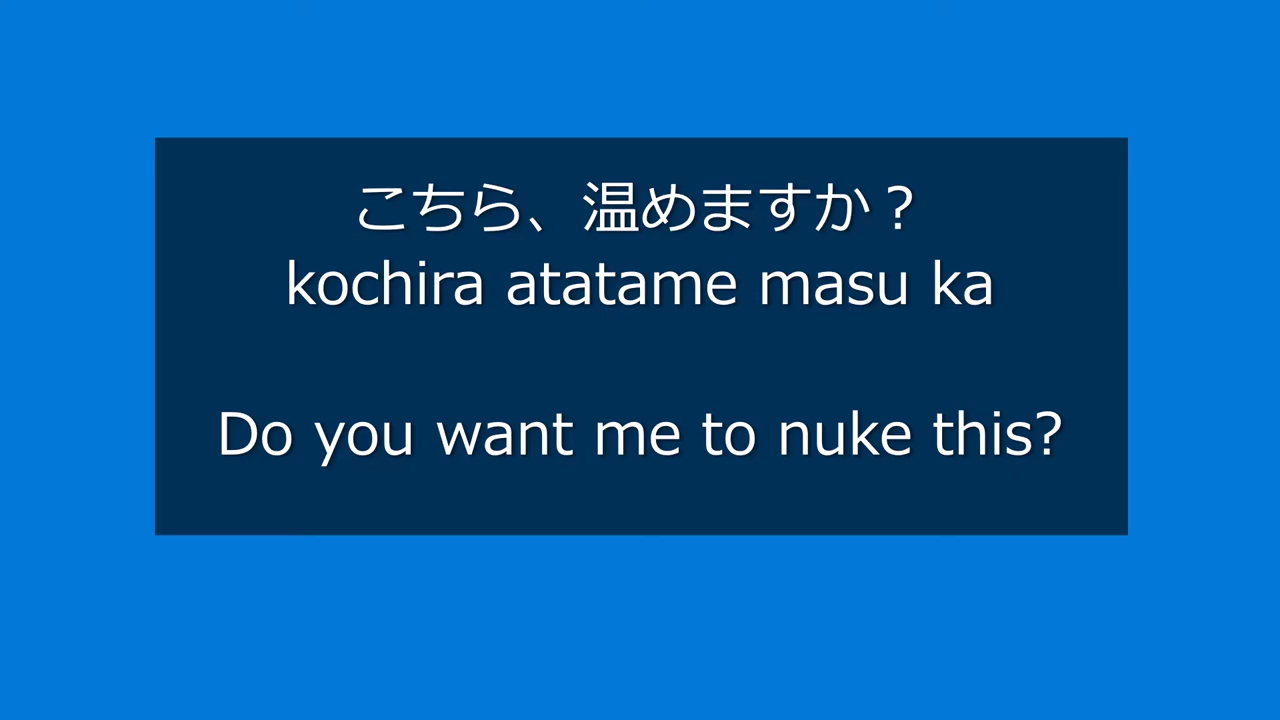 こちら、温めますか？
kochira atatame masu ka
Do you want me to nuke this?